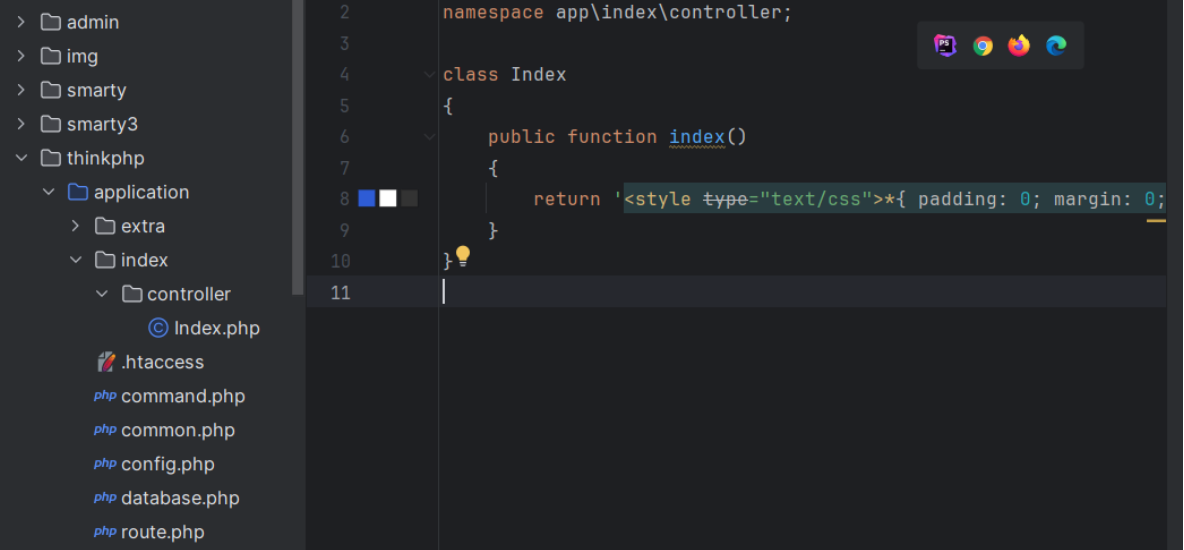 admin
img
smarty
smarty3
thinkphp
application
extra
index
controller
Index.php
.htaccess
php command.php
php common.php
php config.php
php database.php
php route.php
2 namespace app\index\controller;
3
4 class Index
5 {
6 public function index()
7 {
8 return '<style type="text/css">*{ padding: 0; margin: 0;
9 }
10 }
11
PS